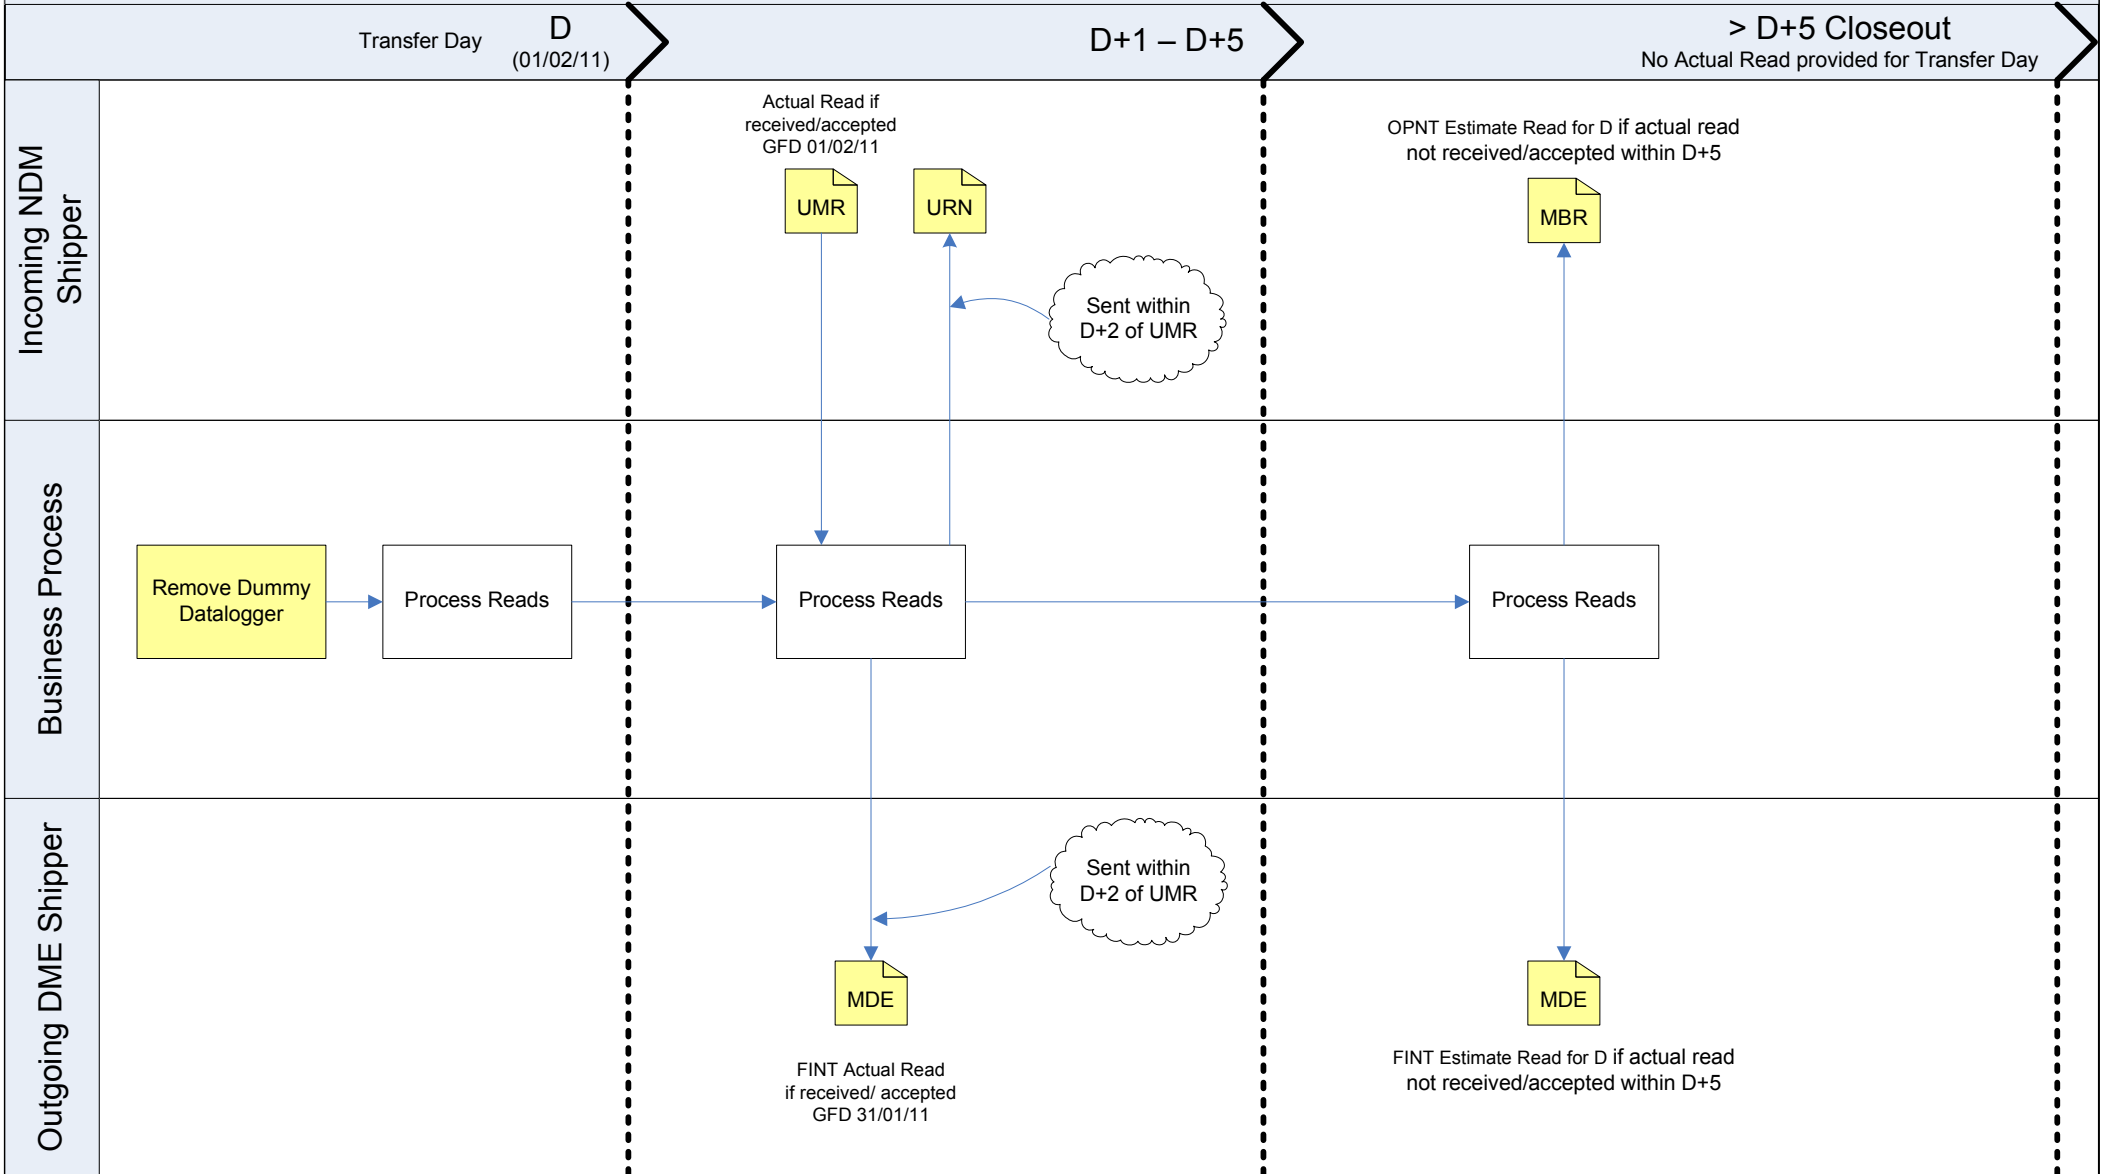 Transfer Day
D
(01/02/11)
D+1 – D+5
> D+5 Closeout
No Actual Read provided for Transfer Day
Incoming NDM
Shipper
Actual Read if
received/accepted
GFD 01/02/11
UMR
URN
Sent within
D+2 of UMR
OPNT Estimate Read for D if actual read
not received/accepted within D+5
MBR
Business Process
Remove Dummy
Datalogger
Process Reads
Process Reads
Process Reads
Outgoing DME Shipper
Sent within
D+2 of UMR
MDE
FINT Actual Read
if received/ accepted
GFD 31/01/11
MDE
FINT Estimate Read for D if actual read
not received/accepted within D+5